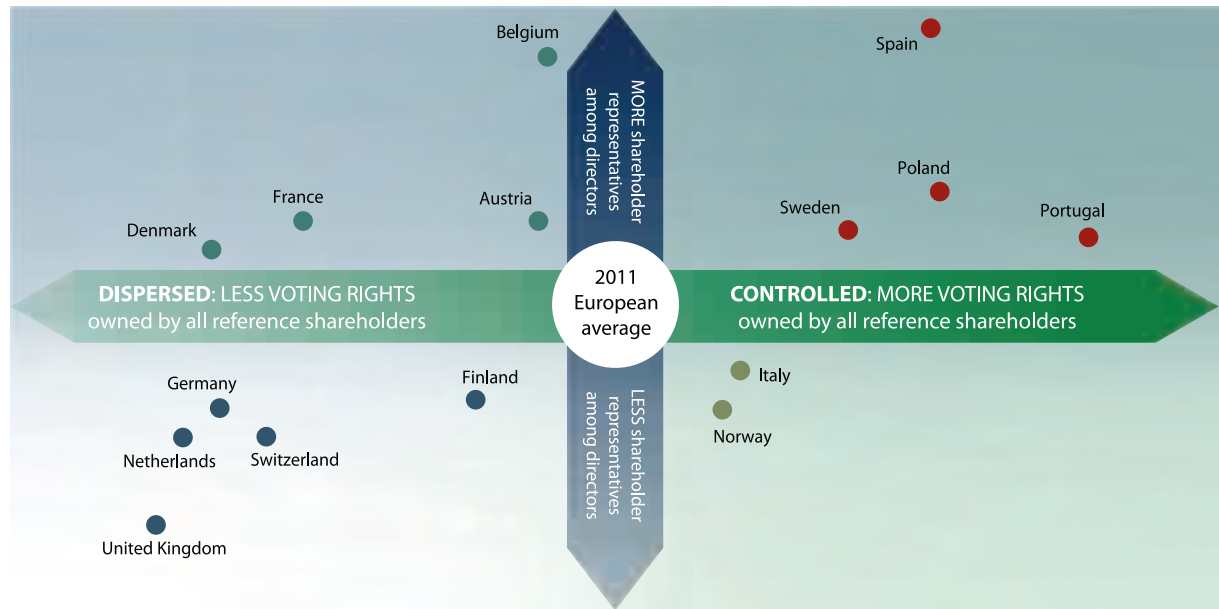 Belgium
Spain
MORE shareholder
representatives
among directors
Poland
France
Austria
Sweden
Portugal
Denmark
DISPERSED: LESS VOTING RIGHTS
owned by all reference shareholders
2011
European
average
CONTROLLED: MORE VOTING RIGHTS
owned by all reference shareholders
Germany
Finland
Italy
LESS shareholder
representatives
among directors
Norway
Netherlands
Switzerland
United Kingdom